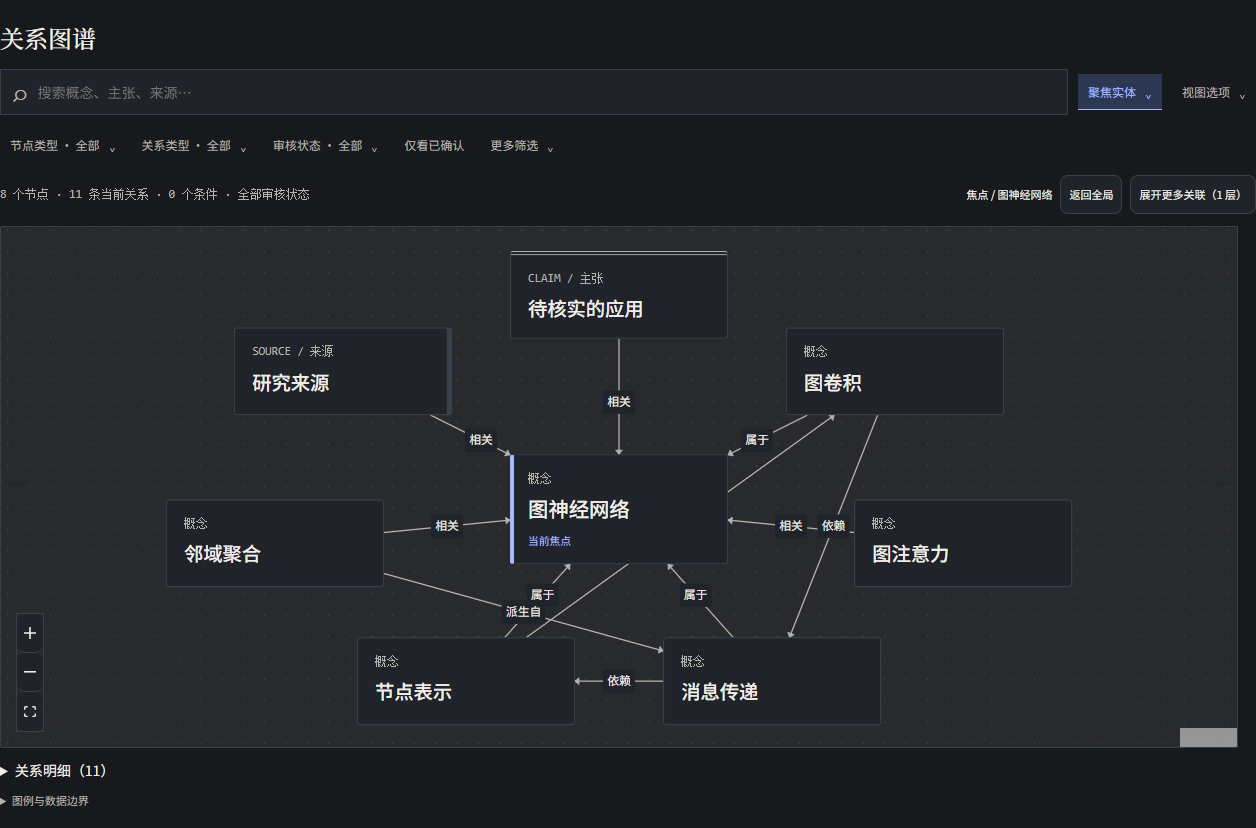 关系图谱
搜索概念、主张、来源…
聚焦实体
视图选项
节点类型 · 全部
关系类型 · 全部
审核状态 · 全部
仅看已确认
更多筛选
8 个节点 · 11 条当前关系 · 0 个条件 · 全部审核状态
焦点 / 图神经网络
返回全局
展开更多关联（1 层）
CLAIM / 主张
待核实的应用
SOURCE / 来源
研究来源
概念
图卷积
相关
相关
属于
概念
图神经网络
当前焦点
概念
邻域聚合
相关
相关
依赖
概念
图注意力
属于
派生自
属于
概念
节点表示
依赖
概念
消息传递
关系明细（11）
图例与数据边界